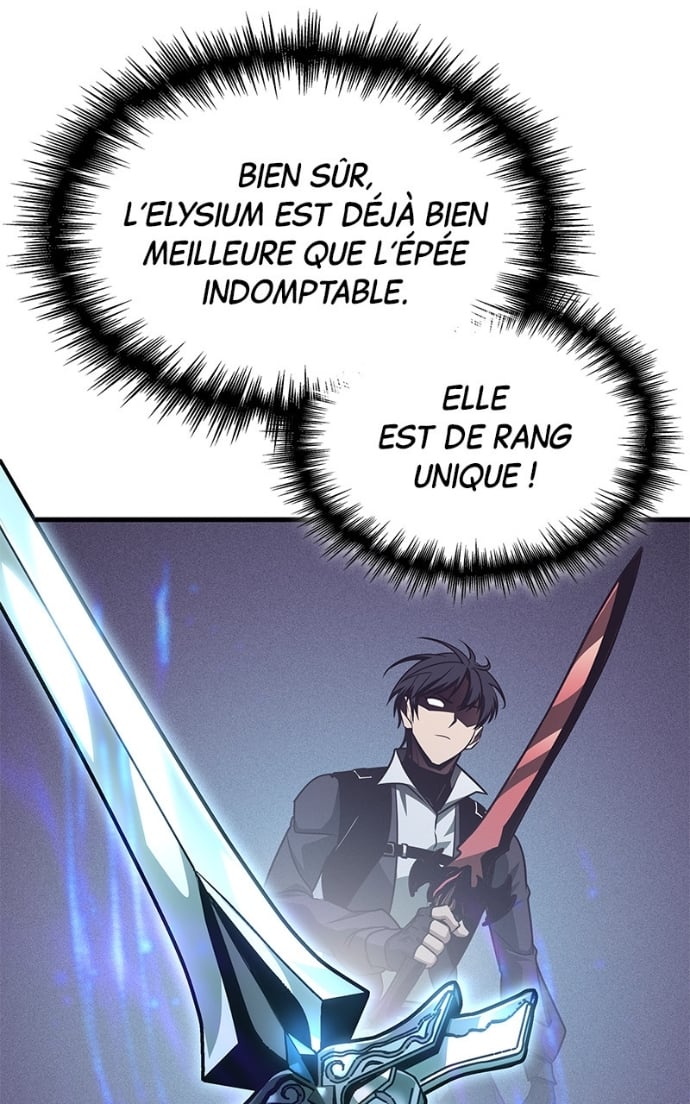 BIEN SÛR,
L'ELYSIUM EST DÉJÀ BIEN
MEILLEURE QUE L'ÉPÉE
INDOMPTABLE.
ELLE
EST DE RANG
UNIQUE !